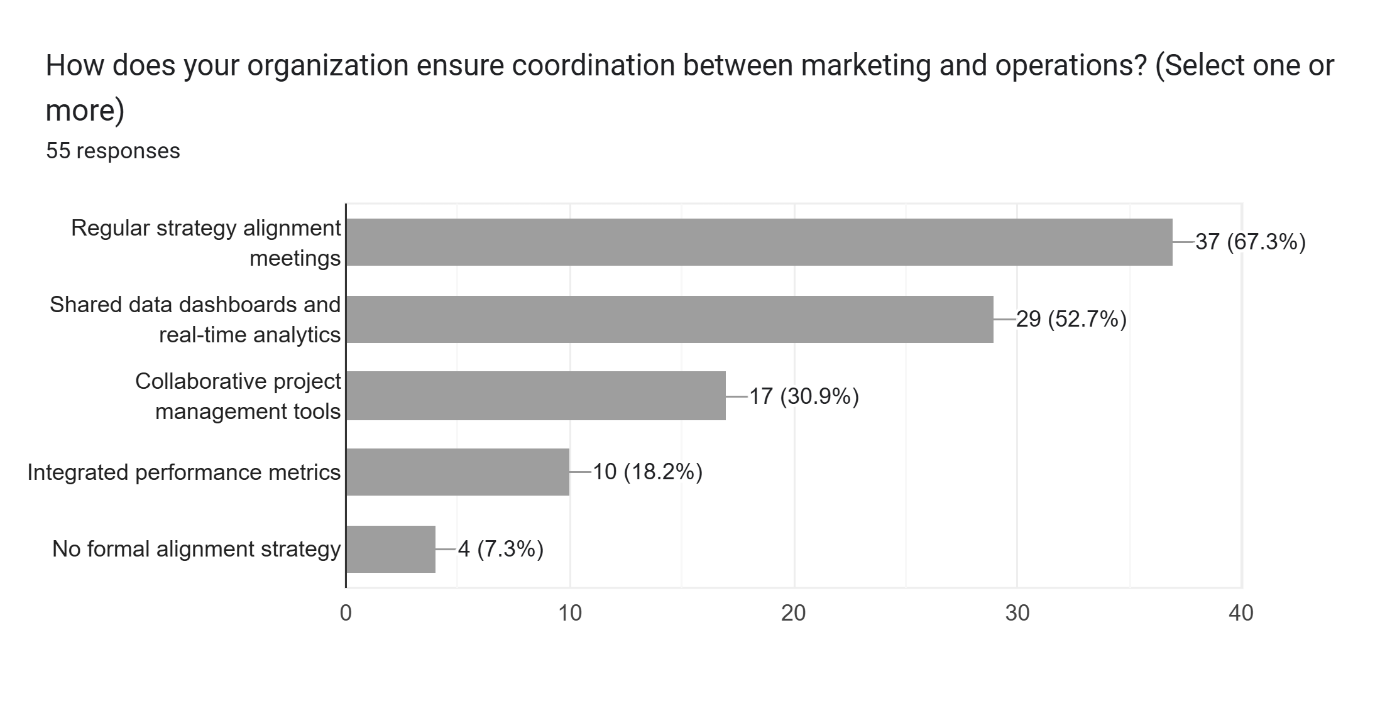 How does your organization ensure coordination between marketing and operations? (Select one or
more)
55 responses
Regular strategy alignment
meetings
37 (67.3%)
Shared data dashboards and
real-time analytics
29 (52.7%)
Collaborative project
management tools
17 (30.9%)
Integrated performance metrics
10 (18.2%)
No formal alignment strategy
4 (7.3%)
0 10 20 30 40